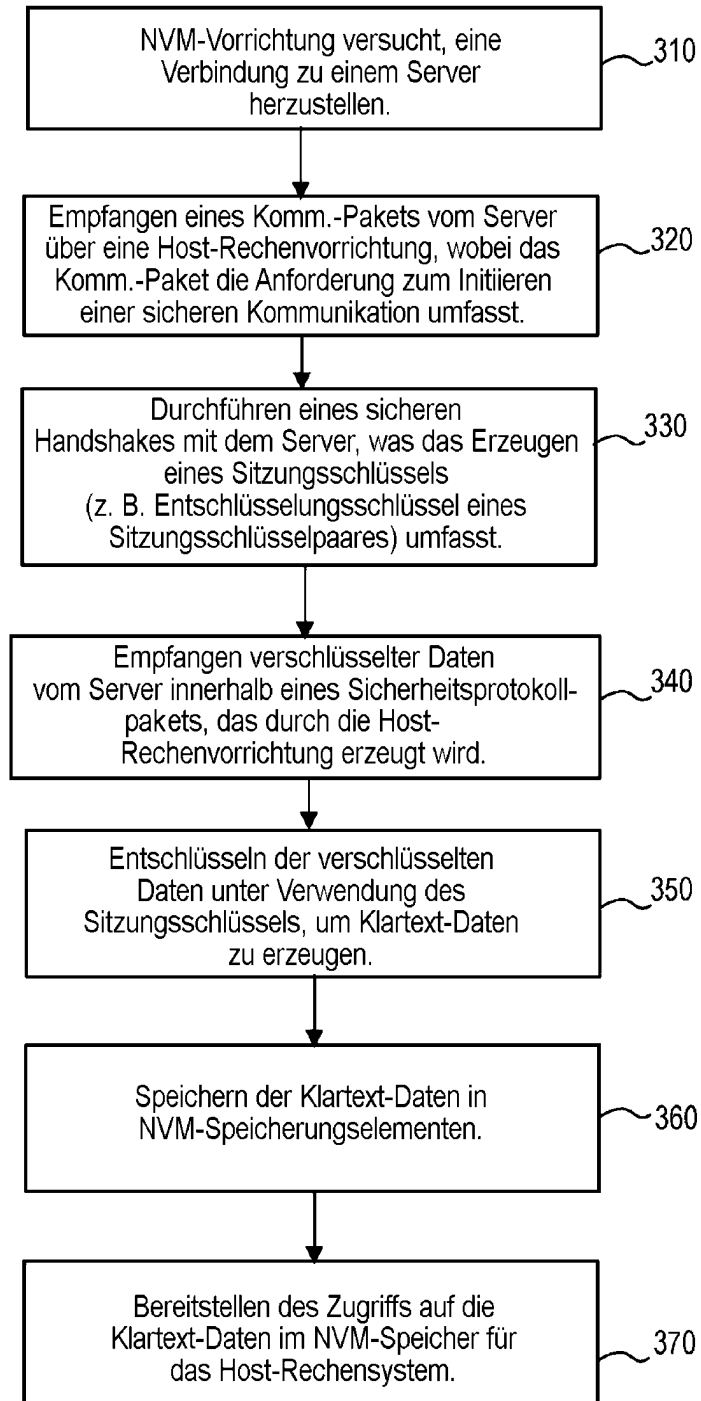 NVM-Vorrichtung versucht, eine
Verbindung zu einem Server
herzustellen.
310
Empfangen eines Komm.-Pakets vom Server
über eine Host-Rechenvorrichtung, wobei das
Komm.-Paket die Anforderung zum Initiieren
einer sicheren Kommunikation umfasst.
320
Durchführen eines sicheren
Handshakes mit dem Server, was das Erzeugen
eines Sitzungsschlüssels
(z. B. Entschlüsselungsschlüssel eines
Sitzungsschlüsselpaares) umfasst.
330
Empfangen verschlüsselter Daten
vom Server innerhalb eines Sicherheitsprotokoll-
pakets, das durch die Host-
Rechenvorrichtung erzeugt wird.
340
Entschlüsseln der verschlüsselten
Daten unter Verwendung des
Sitzungsschlüssels, um Klartext-Daten
zu erzeugen.
350
Speichern der Klartext-Daten in
NVM-Speicherungselementen.
360
Bereitstellen des Zugriffs auf die
Klartext-Daten im NVM-Speicher für
das Host-Rechensystem.
370